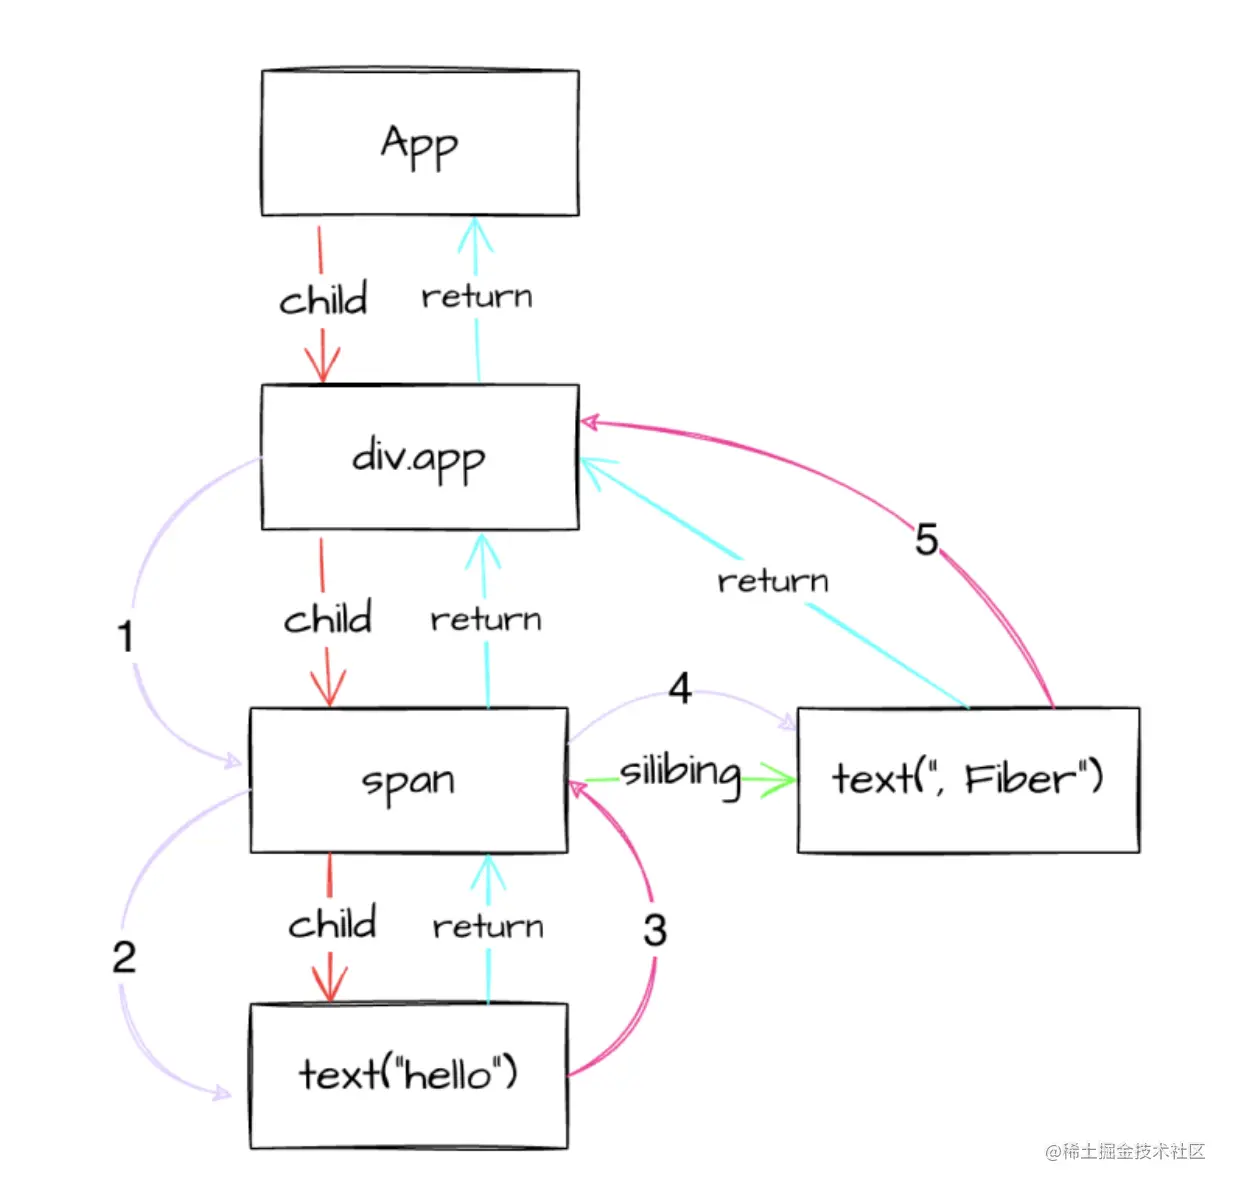 App
child
return
div.app
5
return
child
return
1
4
span
silibing
text(", Fiber")
child
return
3
2
text("hello")
@稀土掘金技术社区